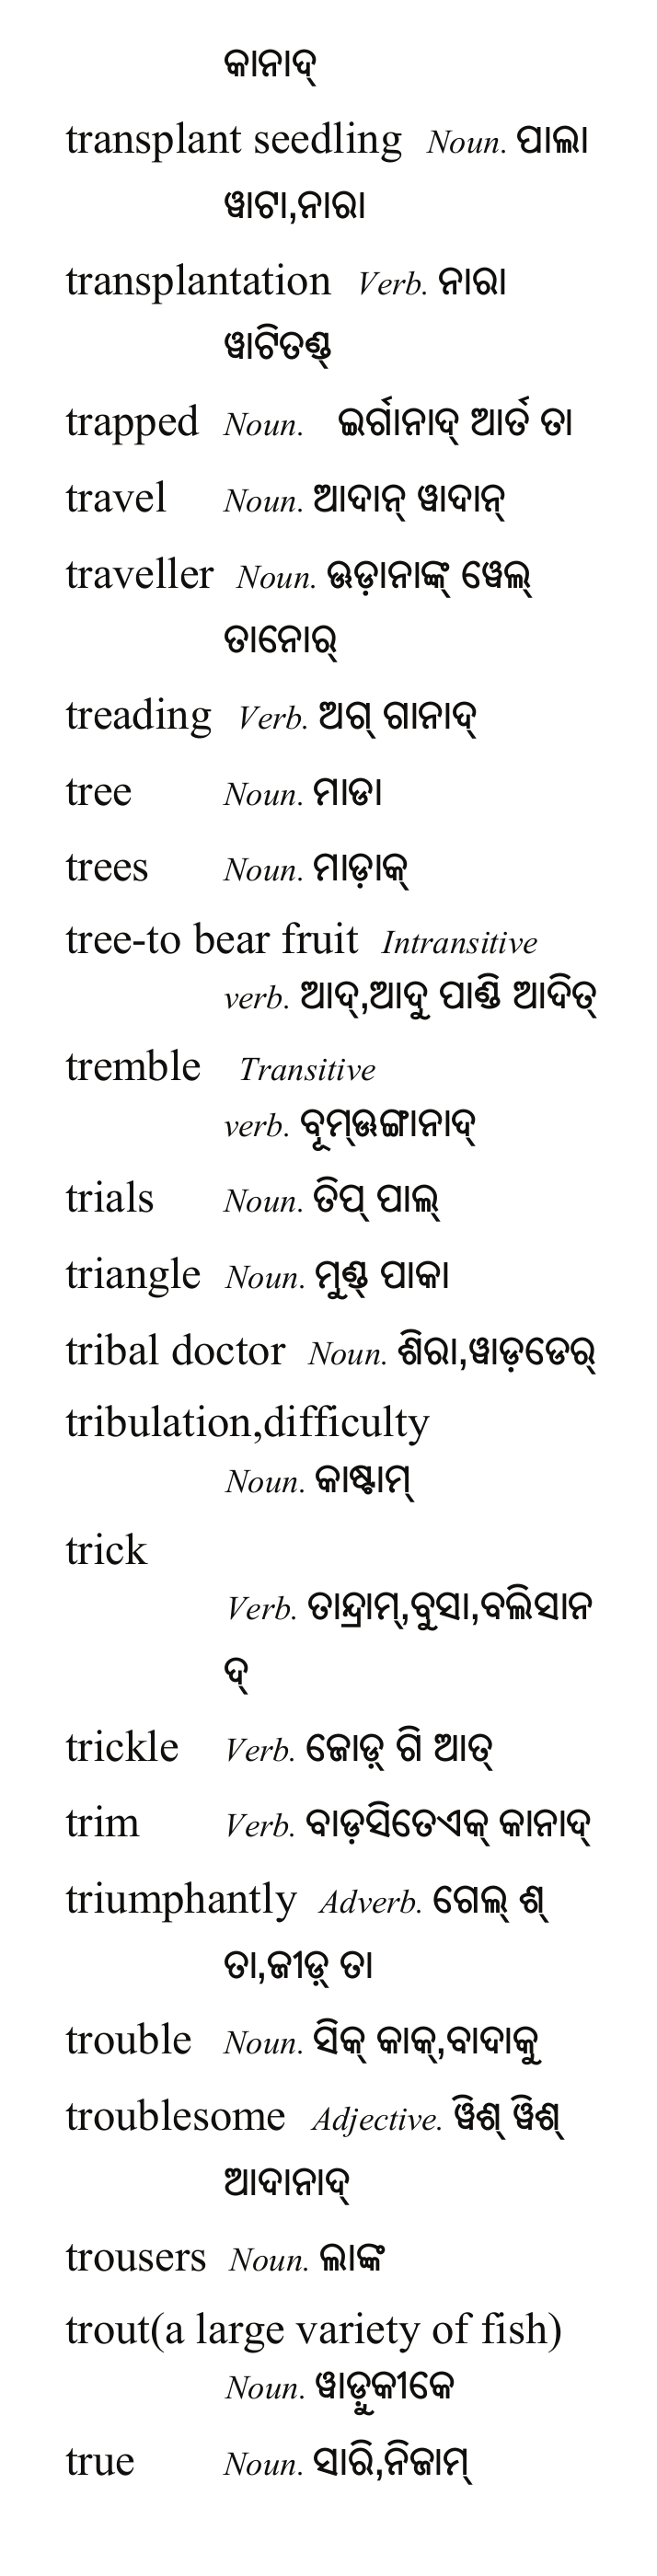 କାନାଦ୍
transplant seedling Noun. ପାଲା
ୱାଟା,ନାରା
transplantation Verb. ନାରା
ୱାଟିତଣ୍ଡ୍
trapped Noun. ଇର୍ଗାନାଦ୍ ଆର୍ତ ତା
travel Noun. ଆଦାନ୍ ୱାଦାନ୍
traveller Noun. ଊଡ଼ାନାଙ୍କ୍ ୱେଲ୍
ତାନୋର୍
treading Verb. ଅଗ୍ ଗାନାଦ୍
tree Noun. ମାଡା
trees Noun. ମାଡ଼ାକ୍
tree-to bear fruit Intransitive
verb. ଆଦ୍,ଆଦୁ ପାଣ୍ଡି ଆଦିତ୍
tremble Transitive
verb. ବୂମ୍ଊଙ୍ଗାନାଦ୍
trials Noun. ତିପ୍ ପାଲ୍
triangle Noun. ମୁଣ୍ଡ୍ ପାକା
tribal doctor Noun. ଶିରା,ୱାଡ଼ଡେର୍
tribulation,difficulty
Noun. କାଷ୍ଟାମ୍
trick
Verb. ତାନ୍ଦ୍ରାମ୍,ବୁସା,ବଲିସାନ
ଦ୍
trickle Verb. ଜୋଡ଼୍ ଗି ଆତ୍
trim Verb. ବାଡ଼ସିତେଏକ୍ କାନାଦ୍
triumphantly Adverb. ଗେଲ୍ ଶ୍
ତା,ଜୀଡ଼୍ ତା
trouble Noun. ସିକ୍ କାକ୍,ବାଦାକୁ
troublesome Adjective. ୱିଶ୍ ୱିଶ୍
ଆଦାନାଦ୍
trousers Noun. ଲାଙ୍କ
trout(a large variety of fish)
Noun. ୱାଡ଼ୁକୀକେ
true Noun. ସାରି,ନିଜାମ୍